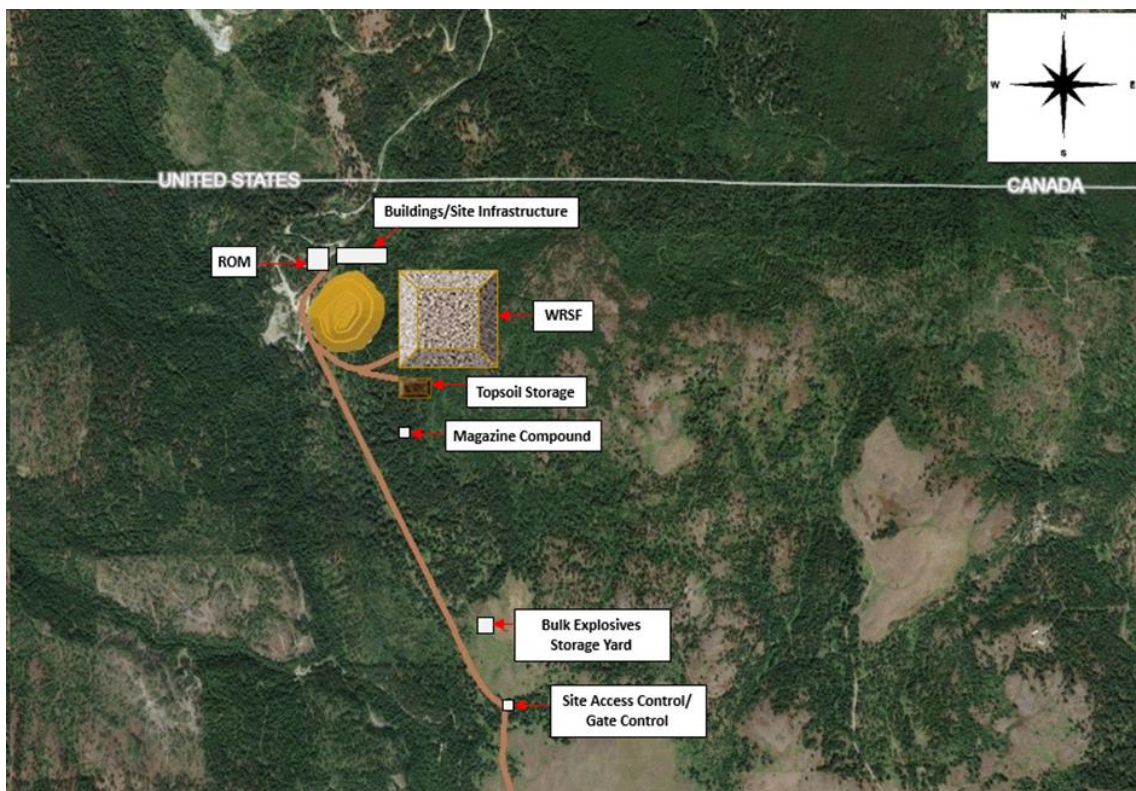 N
W
E
S
UNITED STATES
CANADA
Buildings/Site Infrastructure
ROM
WRSF
Topsoil Storage
Magazine Compound
Bulk Explosives
Storage Yard
Site Access Control/
Gate Control